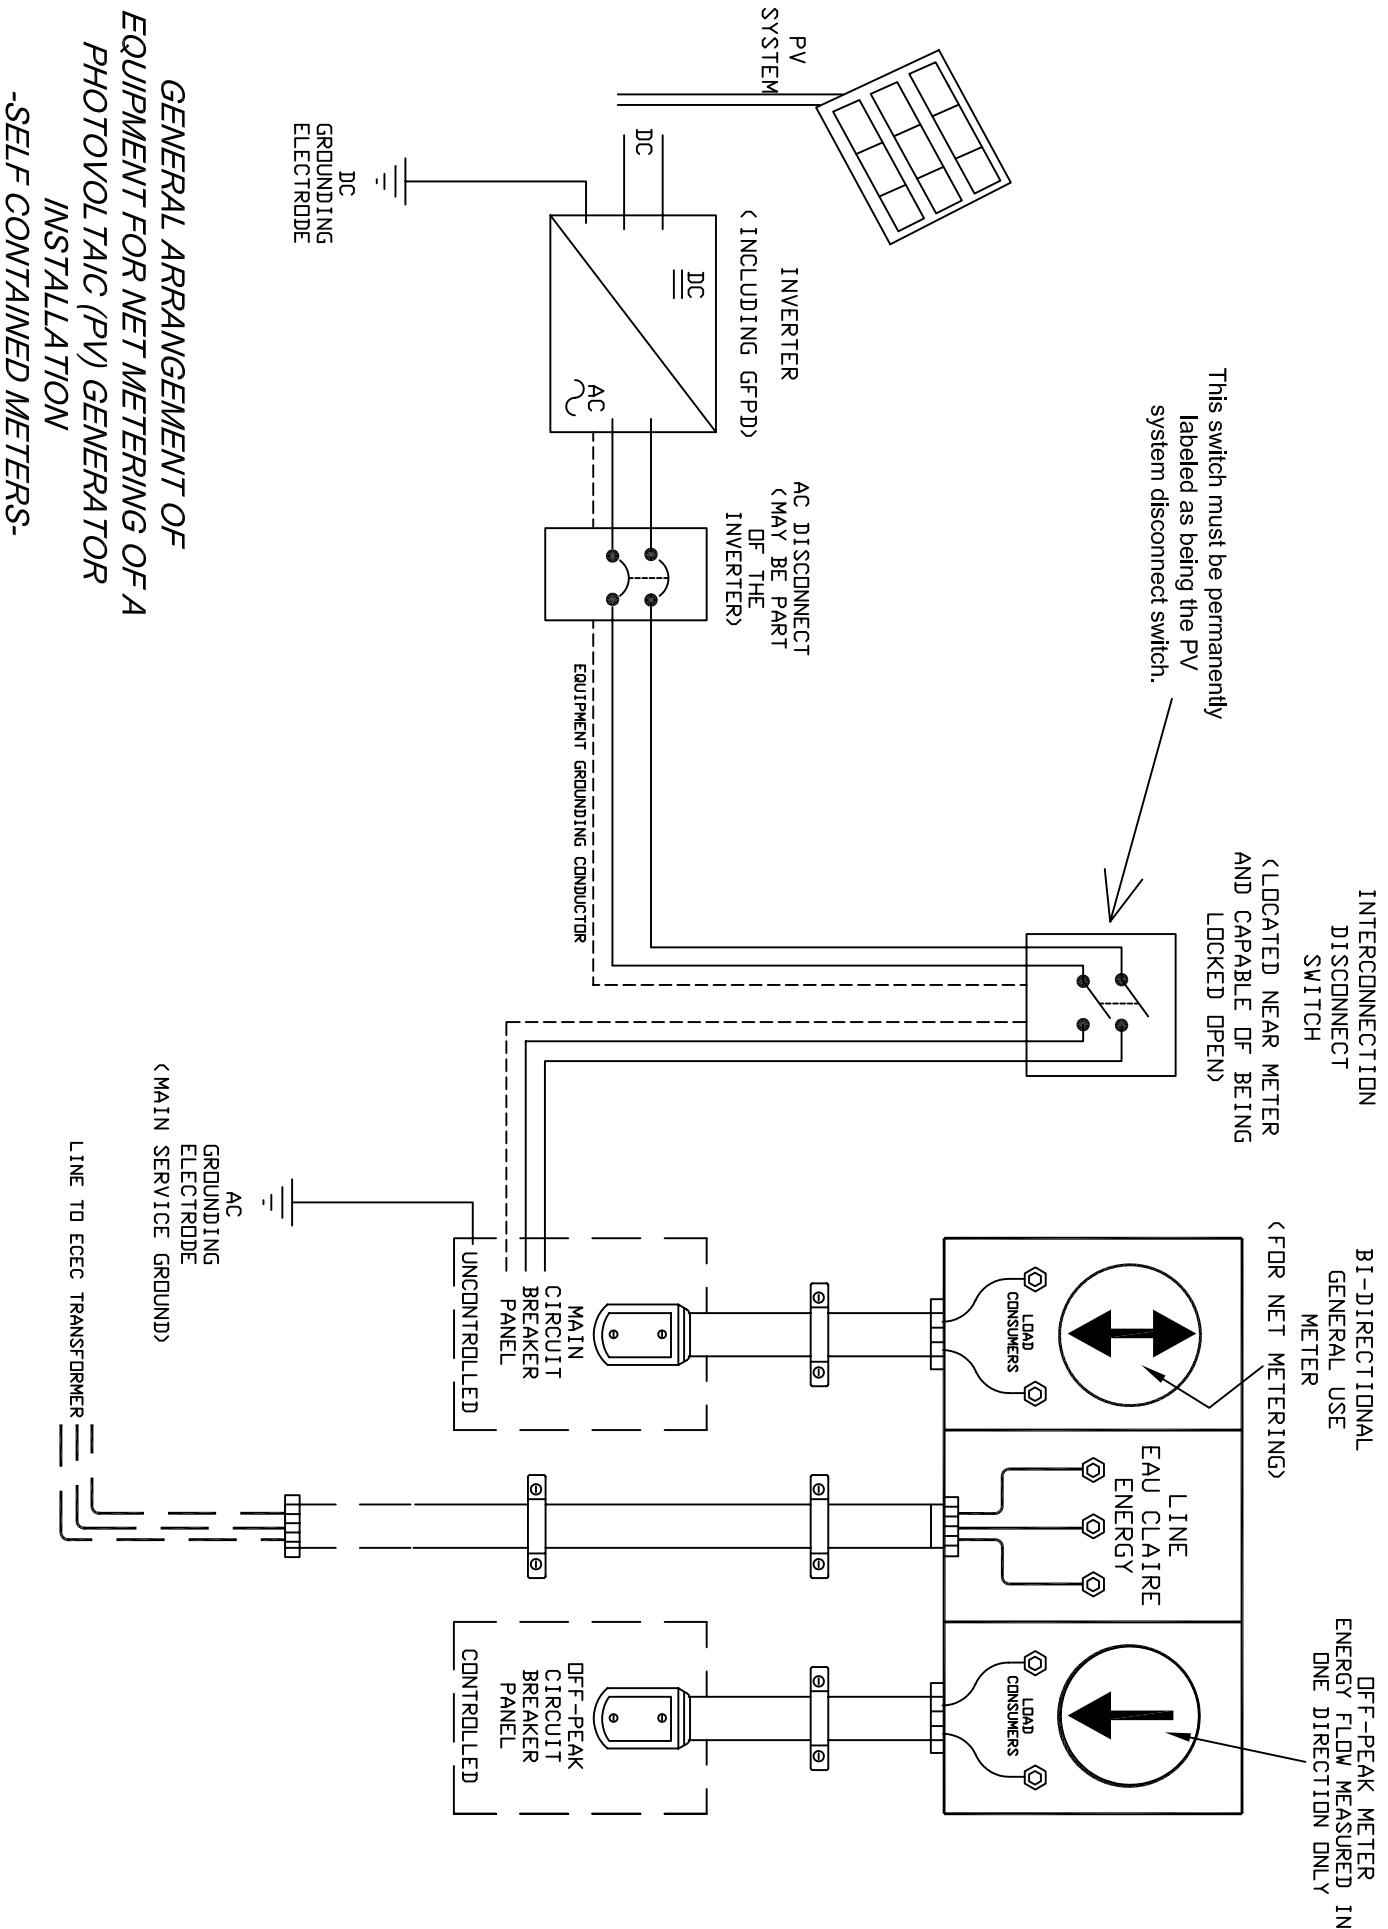 PV
SYSTEM
DC
DC
GROUNDING
ELECTRODE
INVERTER
(INCLUDING GFPD)
DC
AC
AC DISCONNECT
(MAY BE PART
OF THE
INVERTER)
This switch must be permanently
labeled as being the PV
system disconnect switch.
EQUIPMENT GROUNDING CONDUCTOR
INTERCONNECTION
DISCONNECT
SWITCH
(LOCATED NEAR METER
AND CAPABLE OF BEING
LOCKED OPEN)
BI-DIRECTIONAL
GENERAL USE
METER
(FOR NET METERING)
LOAD
CONSUMERS
LINE
EAU CLAIRE
ENERGY
OFF-PEAK METER
ENERGY FLOW MEASURED IN
ONE DIRECTION ONLY
LOAD
CONSUMERS
MAIN
CIRCUIT
BREAKER
PANEL
UNCONTROLLED
OFF-PEAK
CIRCUIT
BREAKER
PANEL
CONTROLLED
AC
GROUNDING
ELECTRODE
(MAIN SERVICE GROUND)
LINE TO ECEC TRANSFORMER
GENERAL ARRANGEMENT OF
EQUIPMENT FOR NET METERING OF A
PHOTOVOLTAIC (PV) GENERATOR
INSTALLATION
-SELF CONTAINED METERS-